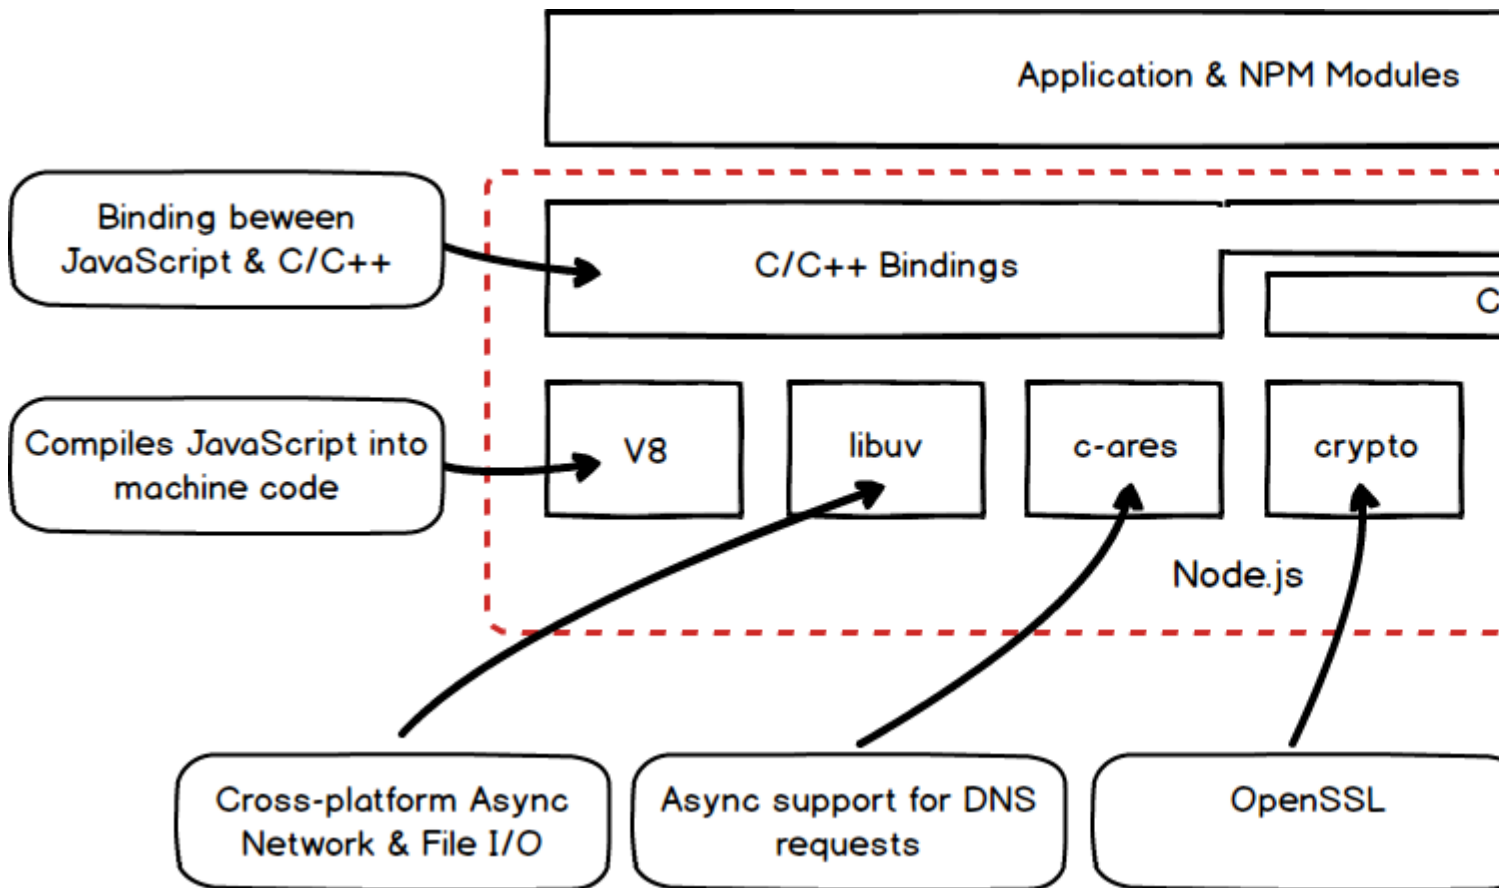 Application & NPM Modules
Binding beween
JavaScript & C/C++
C/C++ Bindings
C
Compiles JavaScript into
machine code
V8
libuv
c-ares
crypto
Node.js
Cross-platform Async
Network & File I/O
Async support for DNS
requests
OpenSSL